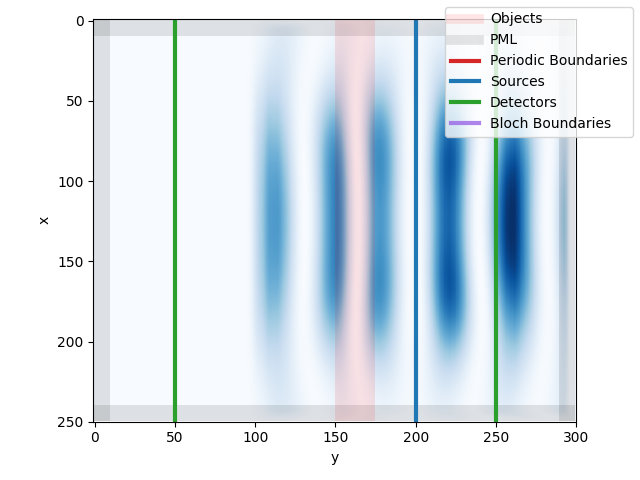 Objects
PML
Periodic Boundaries
Sources
Detectors
Bloch Boundaries
0
50
100
150
200
250
x
0 50 100 150 200 250 300
y